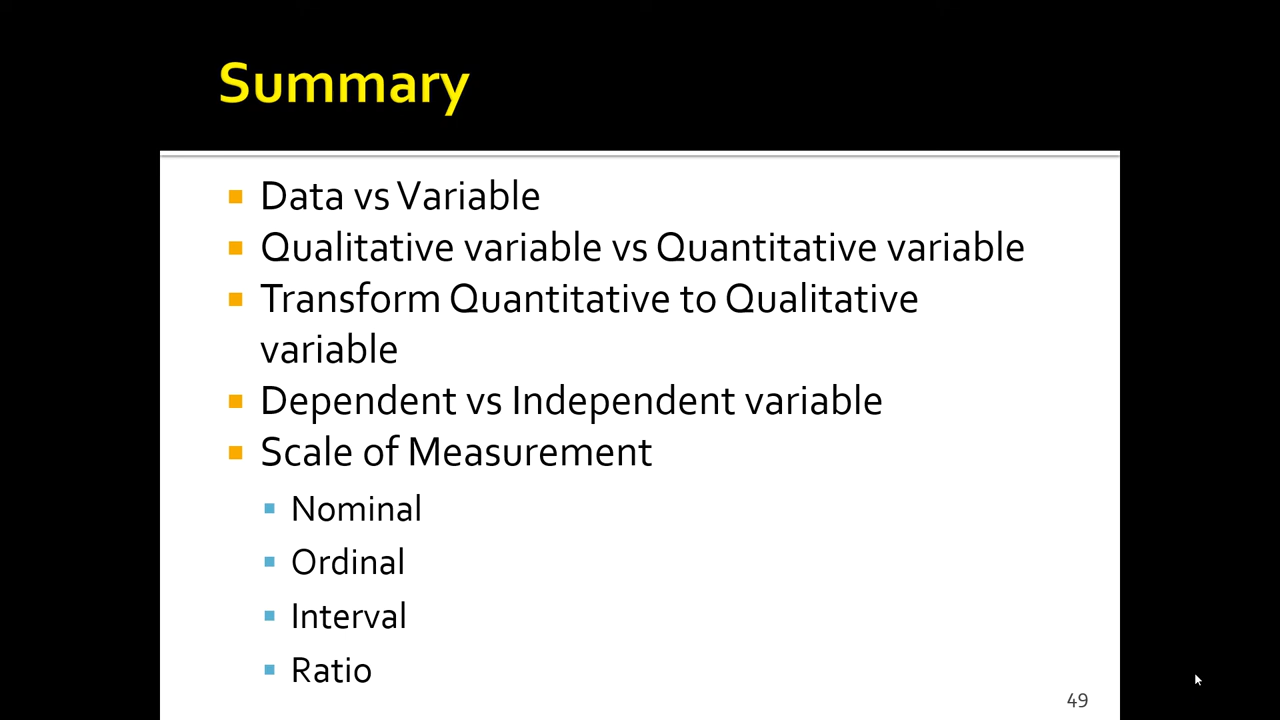 Summary
Data vs Variable
Qualitative variable vs Quantitative variable
Transform Quantitative to Qualitative
variable
Dependent vs Independent variable
Scale of Measurement
Nominal
Ordinal
Interval
Ratio
49